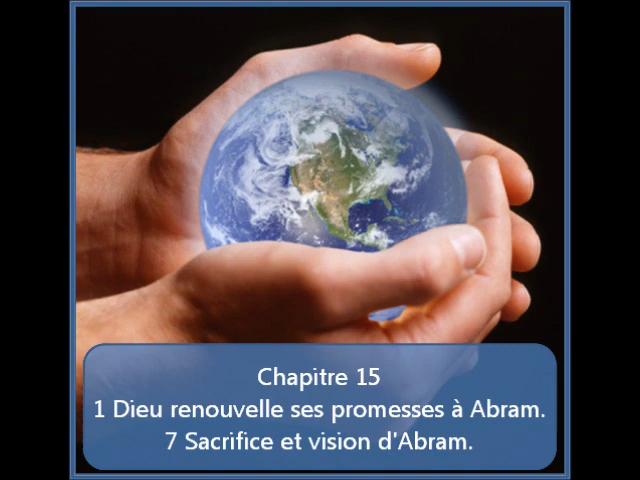 Chapitre 15
1 Dieu renouvelle ses promesses à Abram.
7 Sacrifice et vision d'Abram.